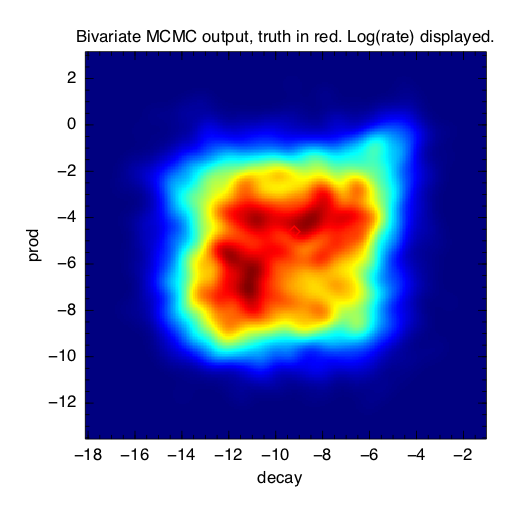 Bivariate MCMC output, truth in red. Log(rate) displayed.
2
0
−2
−4
−6
−8
−10
−12
prod
−18 −16 −14 −12 −10 −8 −6 −4 −2
decay